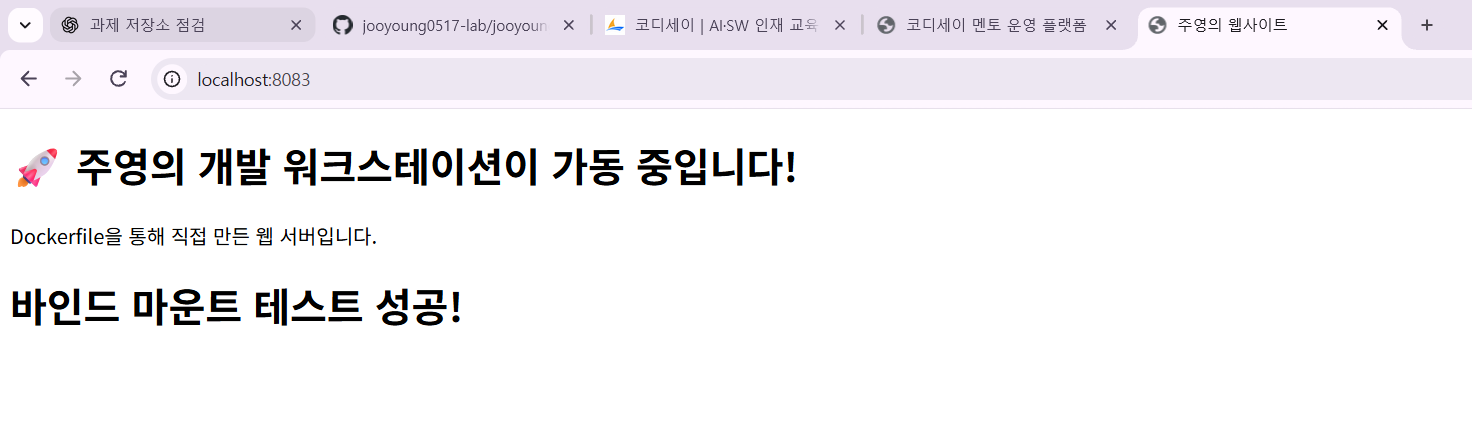 과제 저장소 점검
jooyoung0517-lab/jooyoun
코디세이 | AI·SW 인재 교육
코디세이 멘토 운영 플랫폼
주영의 웹사이트
localhost:8083
🚀 주영의 개발 워크스테이션이 가동 중입니다!
Dockerfile을 통해 직접 만든 웹 서버입니다.
바인드 마운트 테스트 성공!